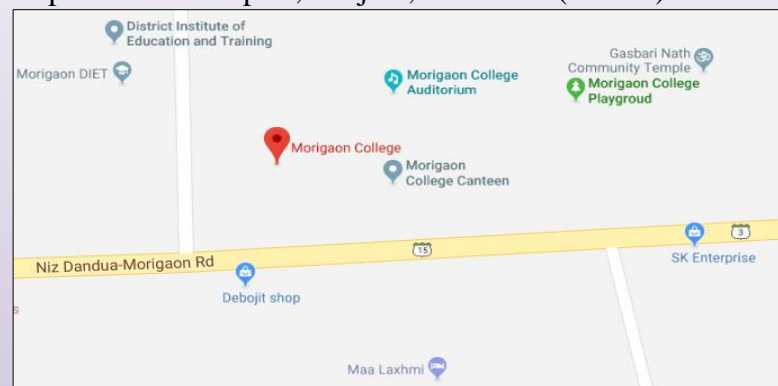 District Institute of
Education and Training
Morigaon DIET
Morigaon College
Auditorium
Gasbari Nath
Community Temple
Morigaon College
Playgroud
Morigaon College
Morigaon
College Canteen
15
3
Niz Dandua-Morigaon Rd
SK Enterprise
Debojit shop
s
Maa Laxhmi